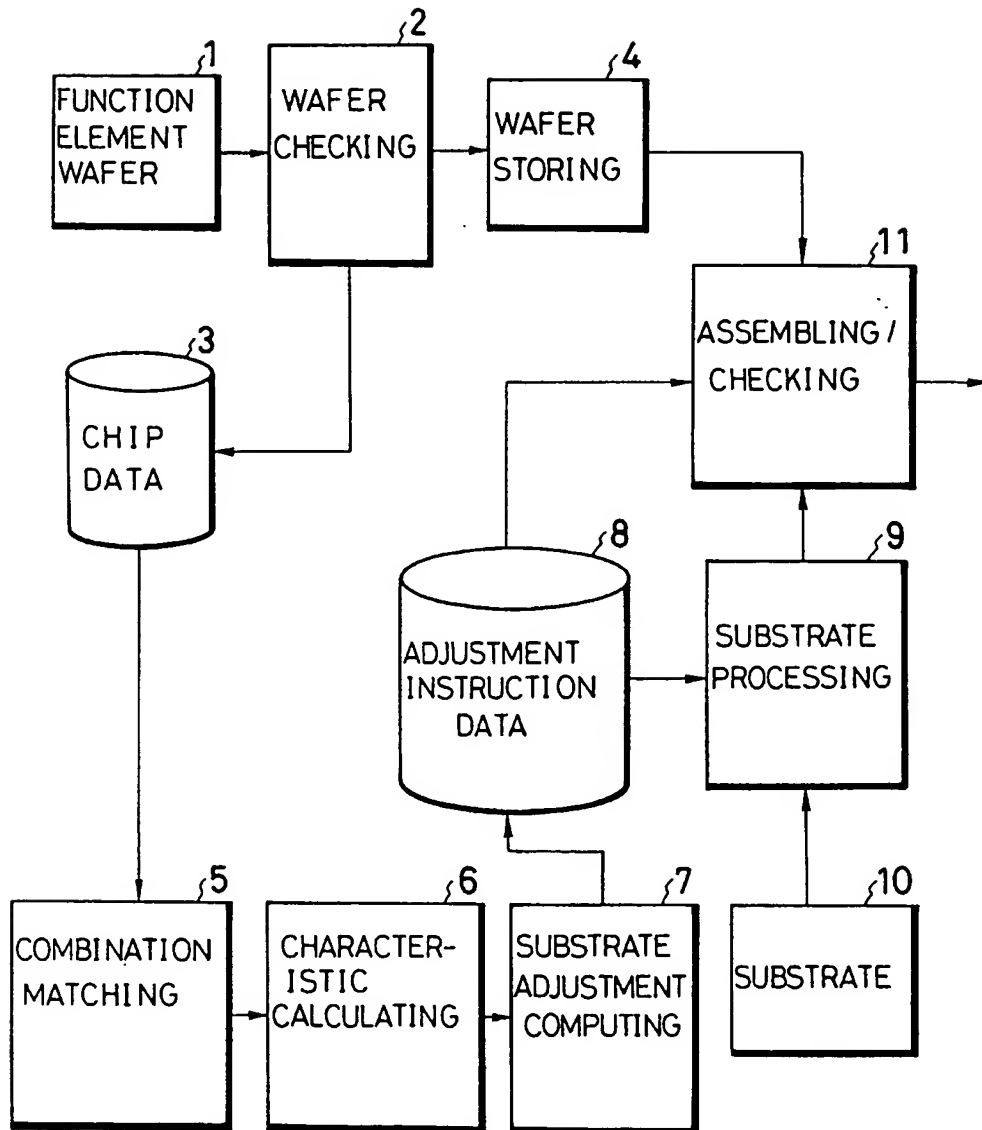 1
FUNCTION
ELEMENT
WAFER
2
WAFER
CHECKING
4
WAFER
STORING
11
ASSEMBLING/
CHECKING
3
CHIP
DATA
8
ADJUSTMENT
INSTRUCTION
DATA
9
SUBSTRATE
PROCESSING
5
COMBINATION
MATCHING
6
CHARACTER-
ISTIC
CALCULATING
7
SUBSTRATE
ADJUSTMENT
COMPUTING
10
SUBSTRATE